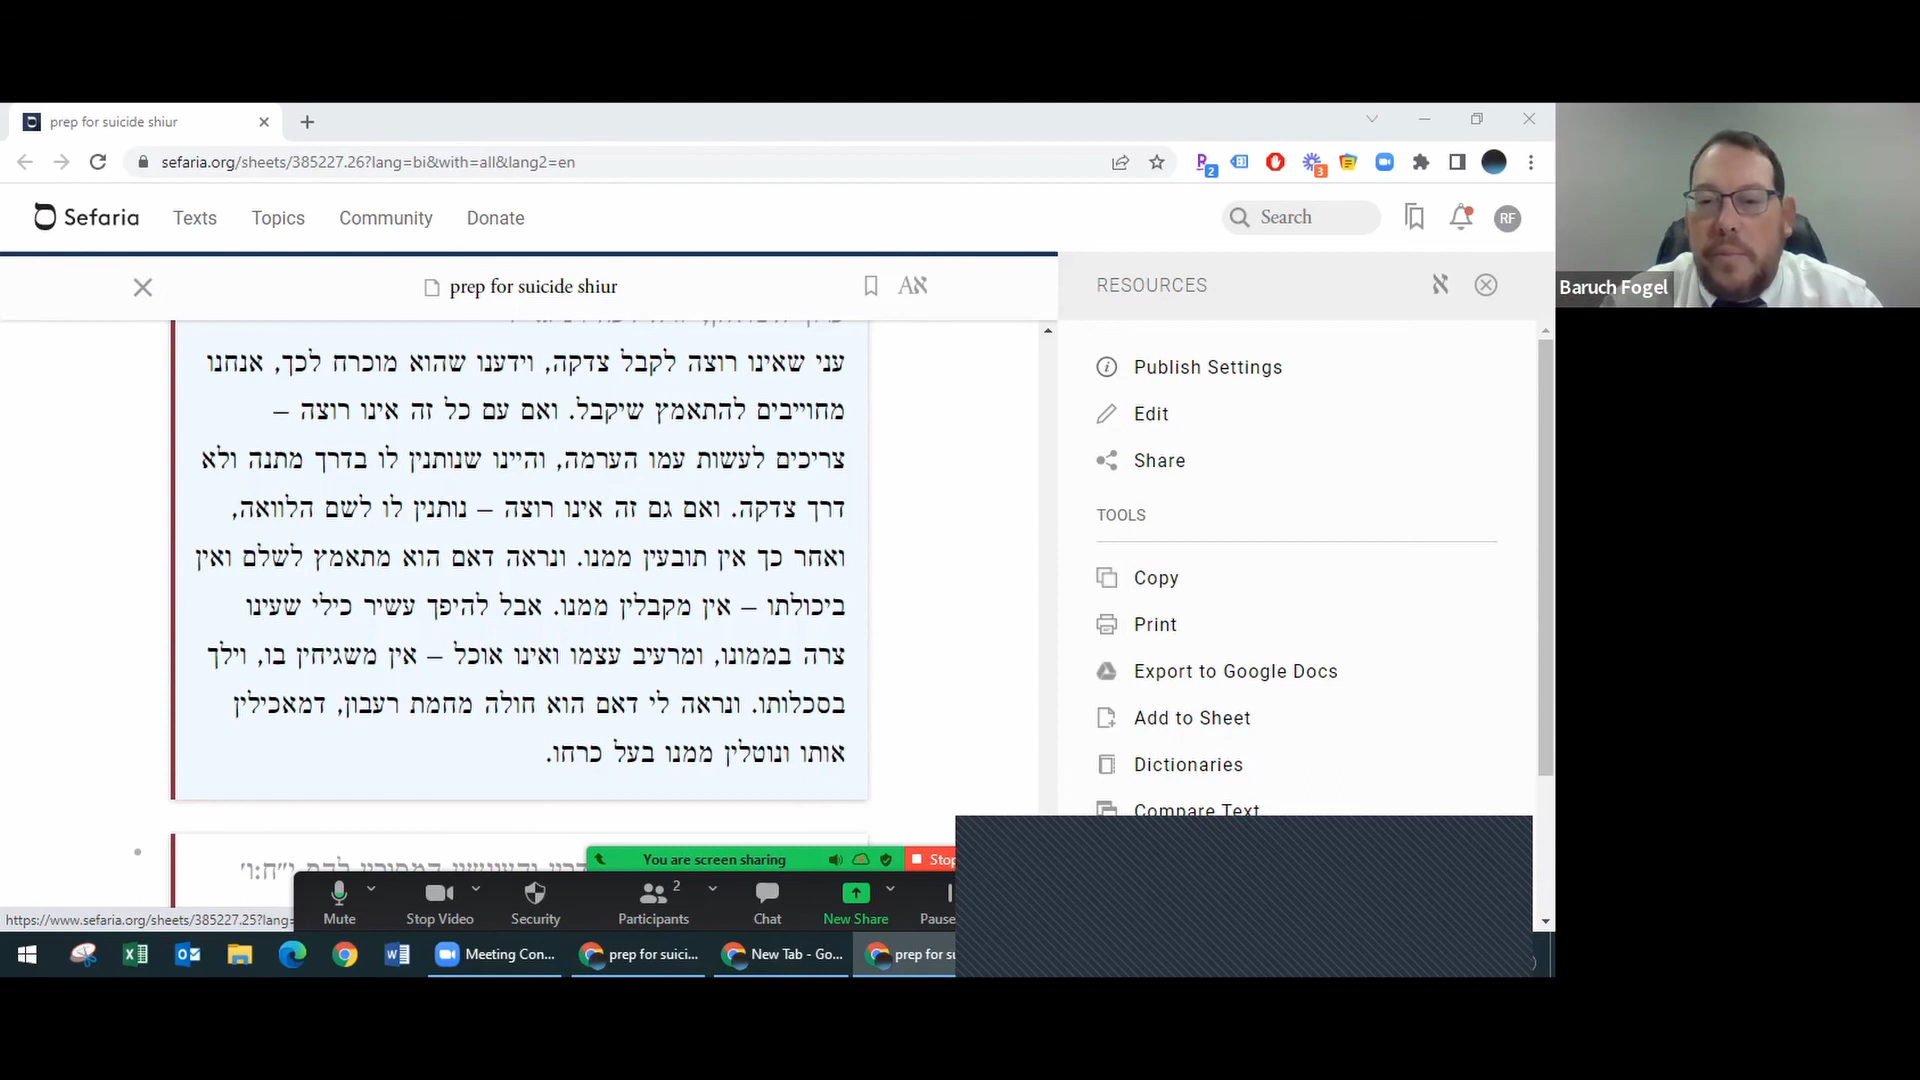 prep for suicide shiur
sefaria.org/sheets/385227.26?lang=bi&with=all&lang2=en
2
3
Sefaria
Texts
Topics
Community
Donate
Search
RF
prep for suicide shiur
Aא
RESOURCES
א
Baruch Fogel
עני שאינו רוצה לקבל צדקה, וידענו שהוא מוכרח לכך, אנחנו
מחוייבים להתאמץ שיקבל. ואם עם כל זה אינו רוצה –
צריכים לעשות עמו הערמה, והיינו שנותנין לו בדרך מתנה ולא
דרך צדקה. ואם גם זה אינו רוצה – נותנין לו לשם הלוואה,
ואחר כך אין תובעין ממנו. ונראה דאם הוא מתאמץ לשלם ואין
ביכולתו – אין מקבלין ממנו. אבל להיפך עשיר כילי שעינו
צרה בממונו, ומרעיב עצמו ואינו אוכל – אין משגיחין בו, וילך
בסכלותו. ונראה לי דאם הוא חולה מחמת רעבון, דמאכילין
אותו ונוטלין ממנו בעל כרחו.
Publish Settings
Edit
Share
TOOLS
Copy
Print
Export to Google Docs
Add to Sheet
Dictionaries
Compare Text
You are screen sharing
Stop
Mute
Stop Video
Security
Participants
2
Chat
New Share
Pause
https://www.sefaria.org/sheets/385227.25?lang=
Meeting Con...
prep for suici...
New Tab - Go...
prep for su